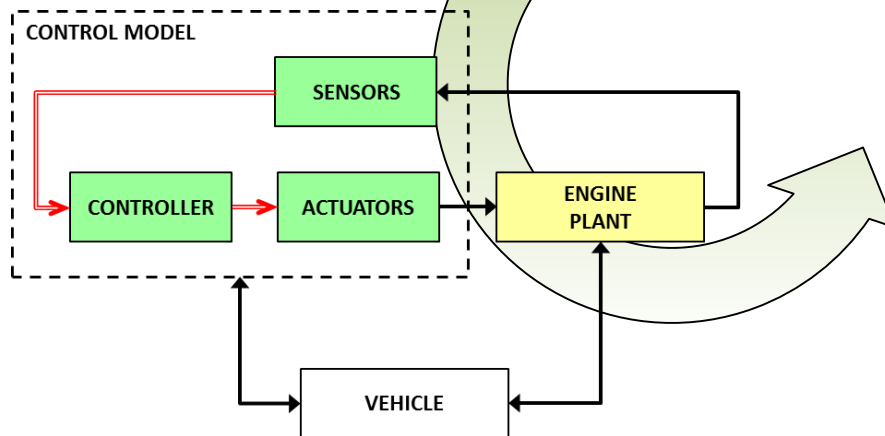 CONTROL MODEL
SENSORS
CONTROLLER
ACTUATORS
ENGINE
PLANT
VEHICLE